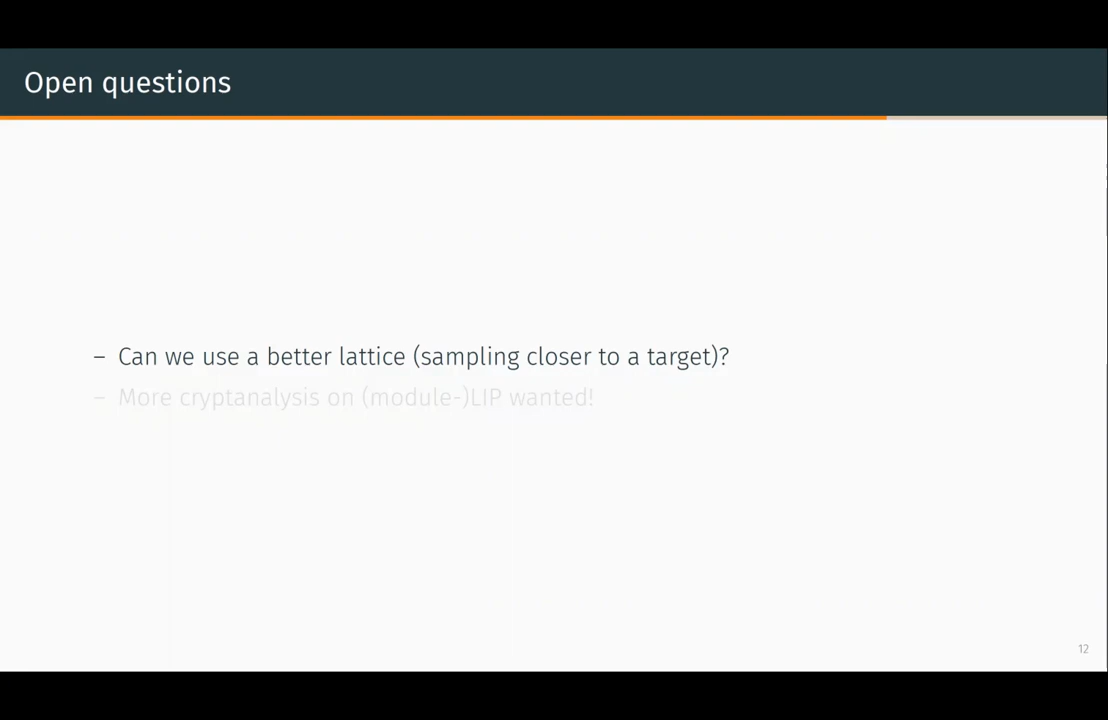 Open questions
– Can we use a better lattice (sampling closer to a target)?
– More cryptanalysis on (module-)LIP wanted!
12